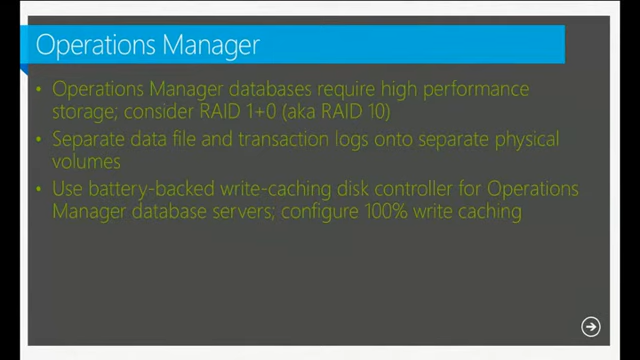 Operations Manager
• Operations Manager databases require high performance
storage; consider RAID 1+0 (aka RAID 10)
• Separate data file and transaction logs onto separate physical
volumes
• Use battery-backed write-caching disk controller for Operations
Manager database servers; configure 100% write caching